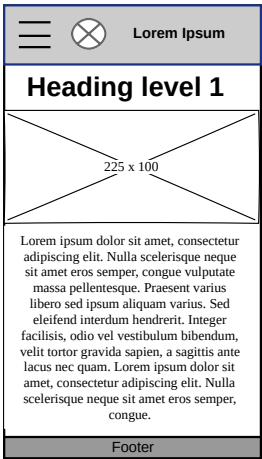 Lorem Ipsum
Heading level 1
225 x 100
Lorem ipsum dolor sit amet, consectetur
adipiscing elit. Nulla scelerisque neque
sit amet eros semper, congue vulputate
massa pellentesque. Praesent varius
libero sed ipsum aliquam varius. Sed
eleifend interdum hendrerit. Integer
facilisis, odio vel vestibulum bibendum,
velit tortor gravida sapien, a sagittis ante
lacus nec quam. Lorem ipsum dolor sit
amet, consectetur adipiscing elit. Nulla
scelerisque neque sit amet eros semper,
congue.
Footer